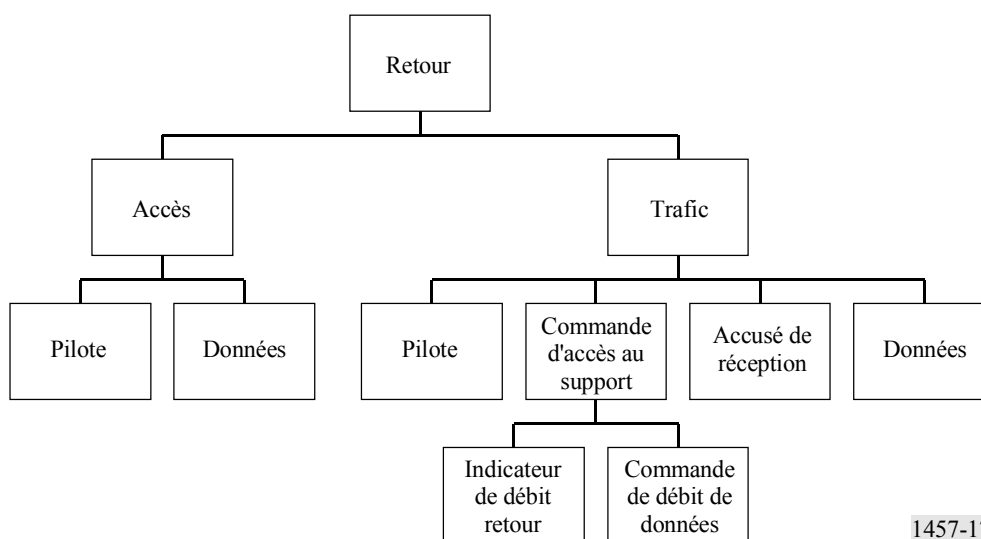 Retour
Accès
Trafic
Pilote
Données
Pilote
Commande
d'accès au
support
Accusé de
réception
Données
Indicateur
de débit
retour
Commande
de débit de
données